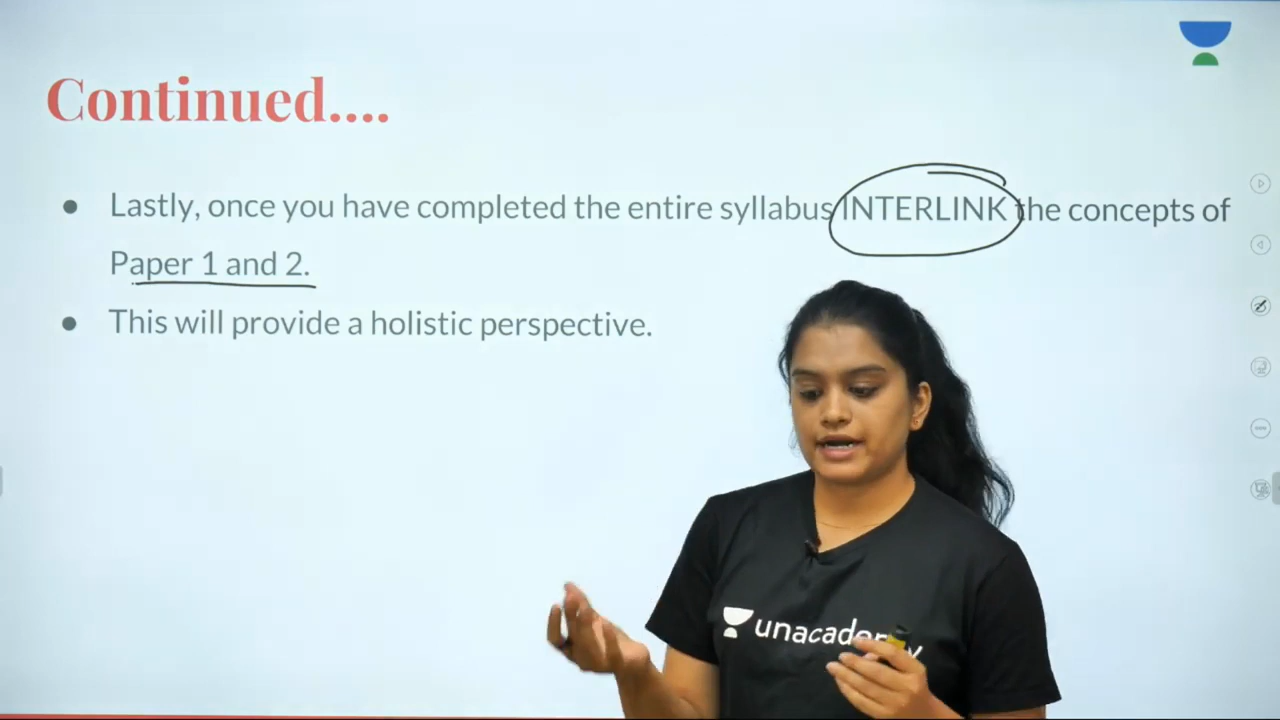 Continued....
Lastly, once you have completed the entire syllabus INTERLINK the concepts of
Paper 1 and 2.
This will provide a holistic perspective.
unacademy